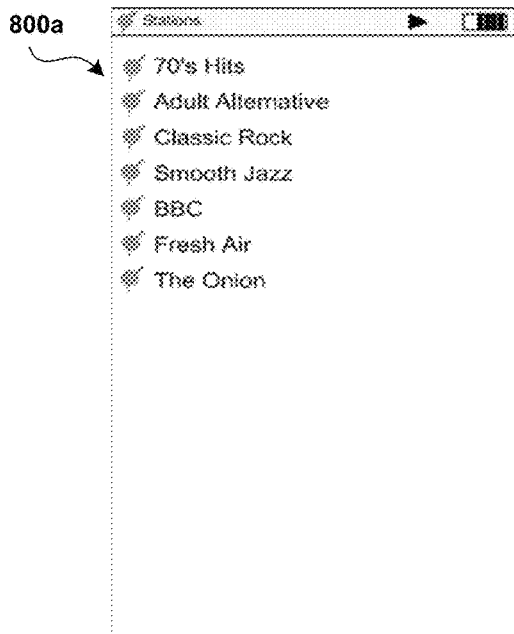 800a
Stations
70's Hits
Adult Alternative
Classic Rock
Smooth Jazz
BBC
Fresh Air
The Onion